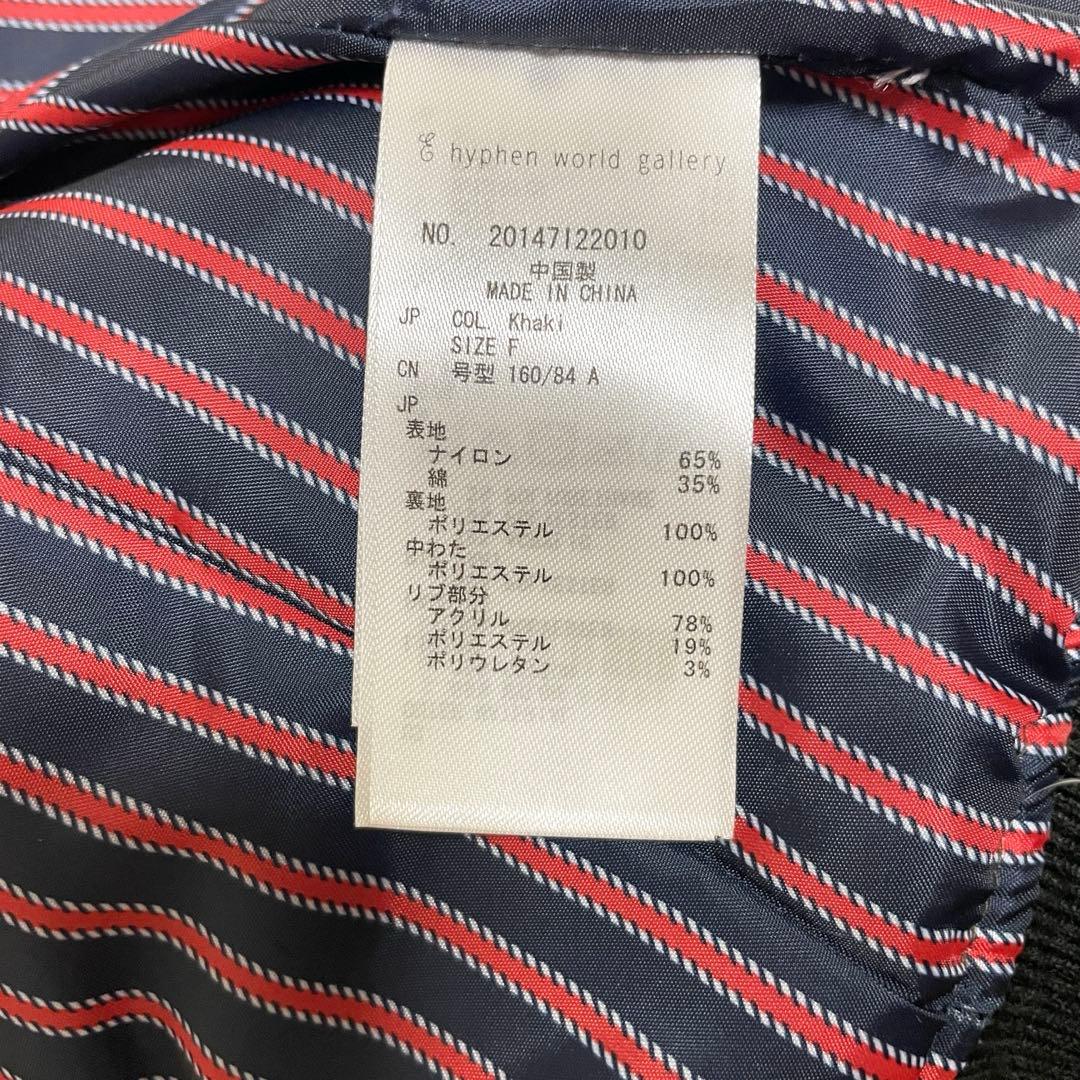 hyphen world gallery
NO. 20147122010
中国製
MADE IN CHINA
JP COL. Khaki
SIZE F
CN 号型 160/84 A
JP
表地
ナイロン 65%
綿 35%
裏地
ポリエステル 100%
中わた
ポリエステル 100%
リブ部分
アクリル 78%
ポリエステル 19%
ポリウレタン 3%